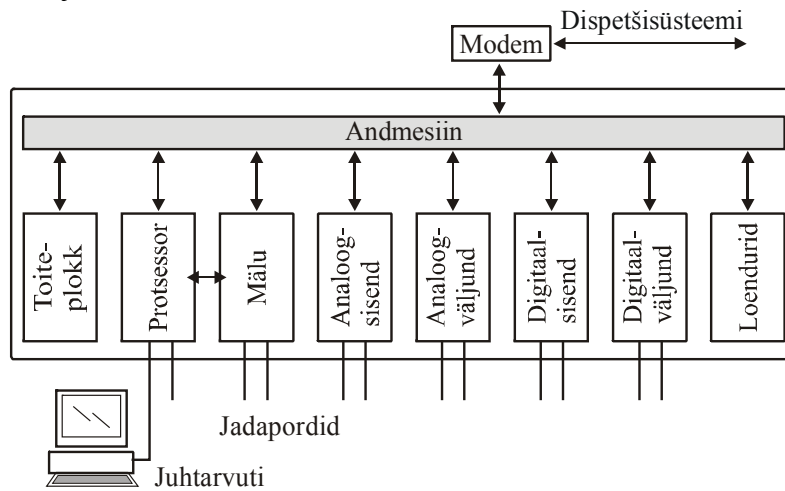 Dispetšisüsteemi
Modem
Andmesiin
Toite-
plokk
Protsessor
Mälu
Analoog-
sisend
Analoog-
väljund
Digitaal-
sisend
Digitaal-
väljund
Loendurid
Jadapordid
Juhtarvuti